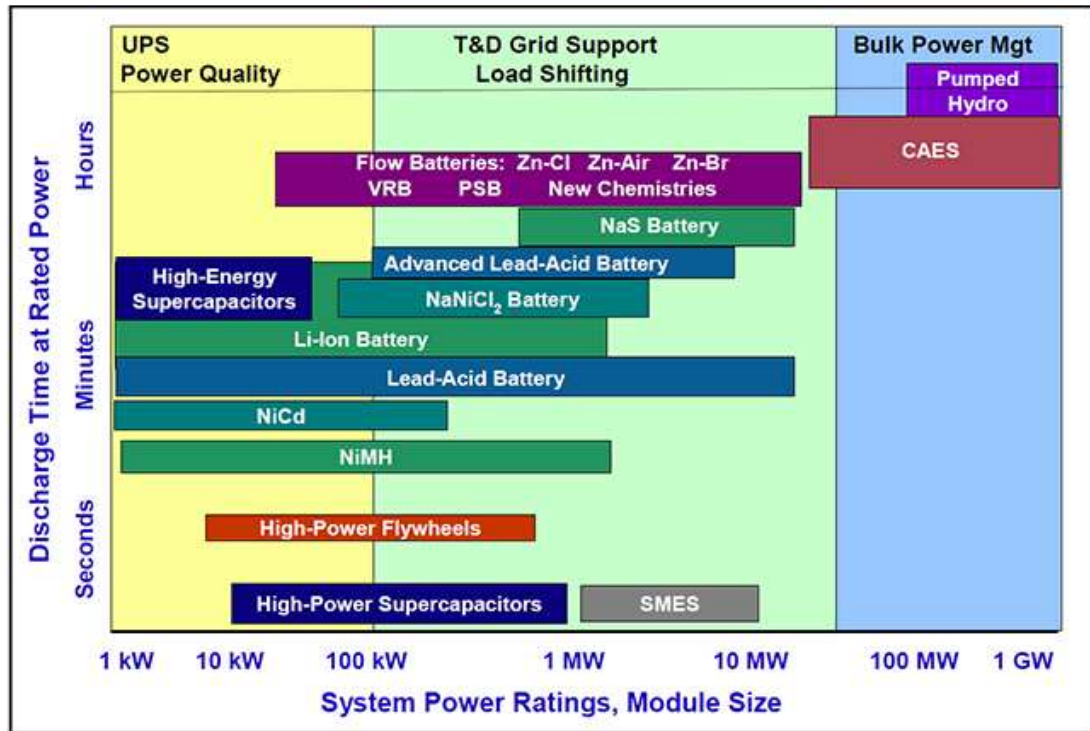 UPS
Power Quality
T&D Grid Support
Load Shifting
Bulk Power Mgt
Pumped
Hydro
CAES
Flow Batteries: Zn-Cl Zn-Air Zn-Br
VRB PSB New Chemistries
NaS Battery
Advanced Lead-Acid Battery
High-Energy
Supercapacitors
NaNiCl₂ Battery
Li-Ion Battery
Lead-Acid Battery
NiCd
NiMH
High-Power Flywheels
High-Power Supercapacitors
SMES
Discharge Time at Rated Power
Hours
Minutes
Seconds
1 kW 10 kW 100 kW 1 MW 10 MW 100 MW 1 GW
System Power Ratings, Module Size